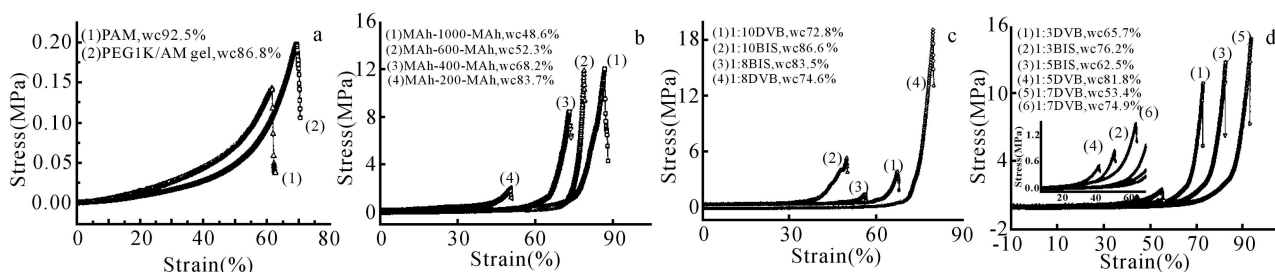 a
(1)PAM,wc92.5%
(2)PEG1K/AM gel,wc86.8%
Stress(MPa)
0.20
0.15
0.10
0.05
0.00
(2)
(1)
0 20 40 60 80
Strain(%)
b
(1)MAh-1000-MAh,wc48.6%
(2)MAh-600-MAh,wc52.3%
(3)MAh-400-MAh,wc68.2%
(4)MAh-200-MAh,wc83.7%
Stress(MPa)
16
12
8
4
0
(2)
(1)
(3)
(4)
0 30 60 90
Strain(%)
c
(1)1:10DVB,wc72.8%
(2)1:10BIS,wc86.6%
(3)1:8BIS,wc83.5%
(4)1:8DVB,wc74.6%
Stress(MPa)
18
12
6
0
(4)
(2)
(3)
(1)
0 30 60 90
Strain(%)
d
(1)1:3DVB,wc65.7%
(2)1:3BIS,wc76.2%
(3)1:5BIS,wc62.5%
(4)1:5DVB,wc81.8%
(5)1:7DVB,wc53.4%
(6)1:7DVB,wc74.9%
Stress(MPa)
16
10
4
-2
(5)
(3)
(1)
(6)
(2)
(4)
Stress(MPa)
1.2
0.6
0.0
20 40 60
-10 10 30 50 70 90
Strain(%)